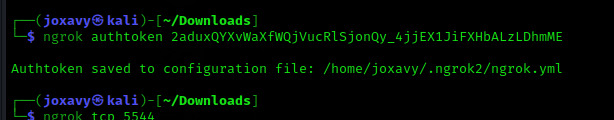 ┌──(joxavy㉿kali)-[~/Downloads]
└─$ ngrok authtoken 2aduxQYXvWaXfWQjVucRlSjonQy_4jjEX1JiFXHbALzLDhmME
Authtoken saved to configuration file: /home/joxavy/.ngrok2/ngrok.yml
┌──(joxavy㉿kali)-[~/Downloads]
└─$ ngrok tcp 5544